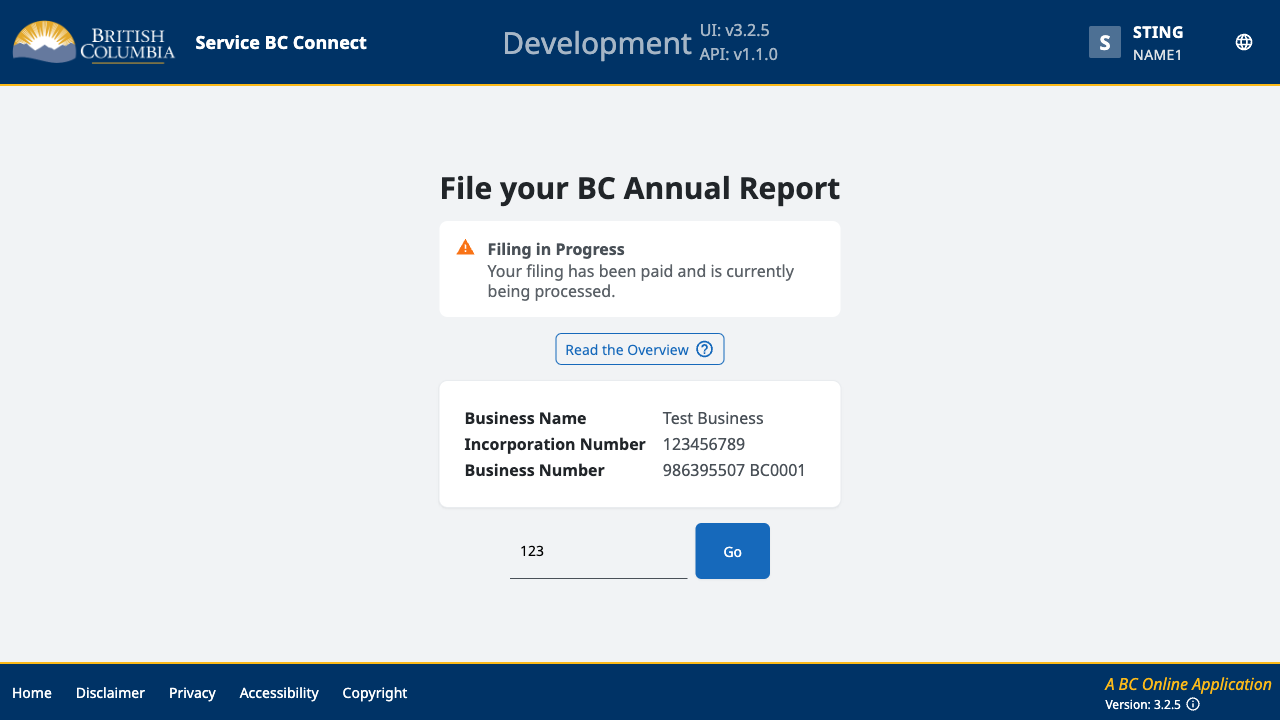 BRITISH
COLUMBIA
Service BC Connect
Development
UI: v3.2.5
API: v1.1.0
S
STING
NAME1
File your BC Annual Report
Filing in Progress
Your filing has been paid and is currently
being processed.
Read the Overview
Business Name Test Business
Incorporation Number 123456789
Business Number 986395507 BC0001
123 Go
Home Disclaimer Privacy Accessibility Copyright
A BC Online Application
Version: 3.2.5